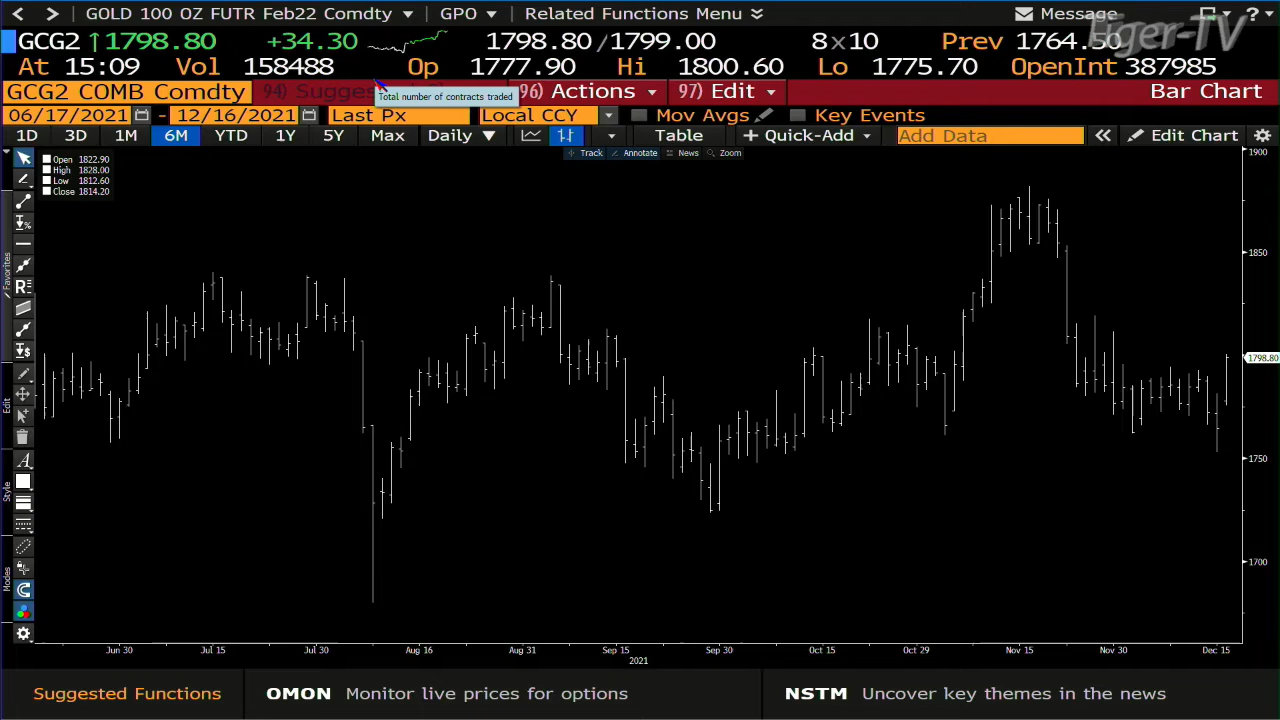 GOLD 100 OZ FUTR Feb22 Comdty GPO Related Functions Menu Message ?
GCG2 ↑1798.80 +34.30 1798.80 /1799.00 8x10 Prev 1764.50
Tiger-TV
At 15:09 Vol 158488 Op 1777.90 Hi 1800.60 Lo 1775.70 OpenInt 387985
GCG2 COMB Comdty 94) 96) Actions 97) Edit Bar Chart
Total number of contracts traded
06/17/2021 - 12/16/2021 Last Px Local CCY Mov Avgs Key Events
1D 3D 1M 6M YTD 1Y 5Y Max Daily Table + Quick-Add Add Data Edit Chart
Track Annotate News Zoom
Open 1822.90
High 1828.00
Low 1812.60
Close 1814.20
Favorites
Edit
Style
Modes
1900
1850
1798.80
1750
1700
Jun 30 Jul 15 Jul 30 Aug 16 Aug 31 Sep 15 Sep 30 Oct 15 Oct 29 Nov 15 Nov 30 Dec 15
2021
Suggested Functions OMON Monitor live prices for options NSTM Uncover key themes in the news